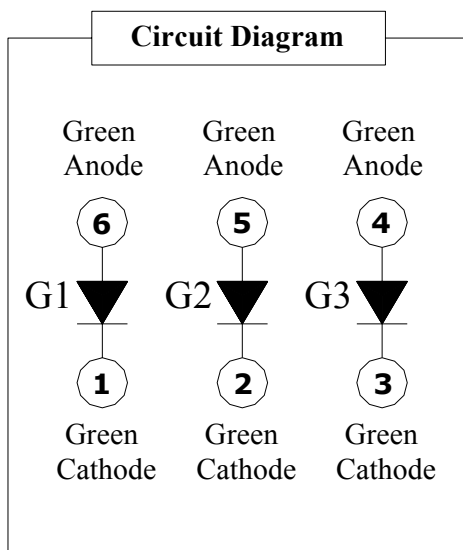 Circuit Diagram
Green Green Green
Anode Anode Anode
6 5 4
G1 G2 G3
1 2 3
Green Green Green
Cathode Cathode Cathode